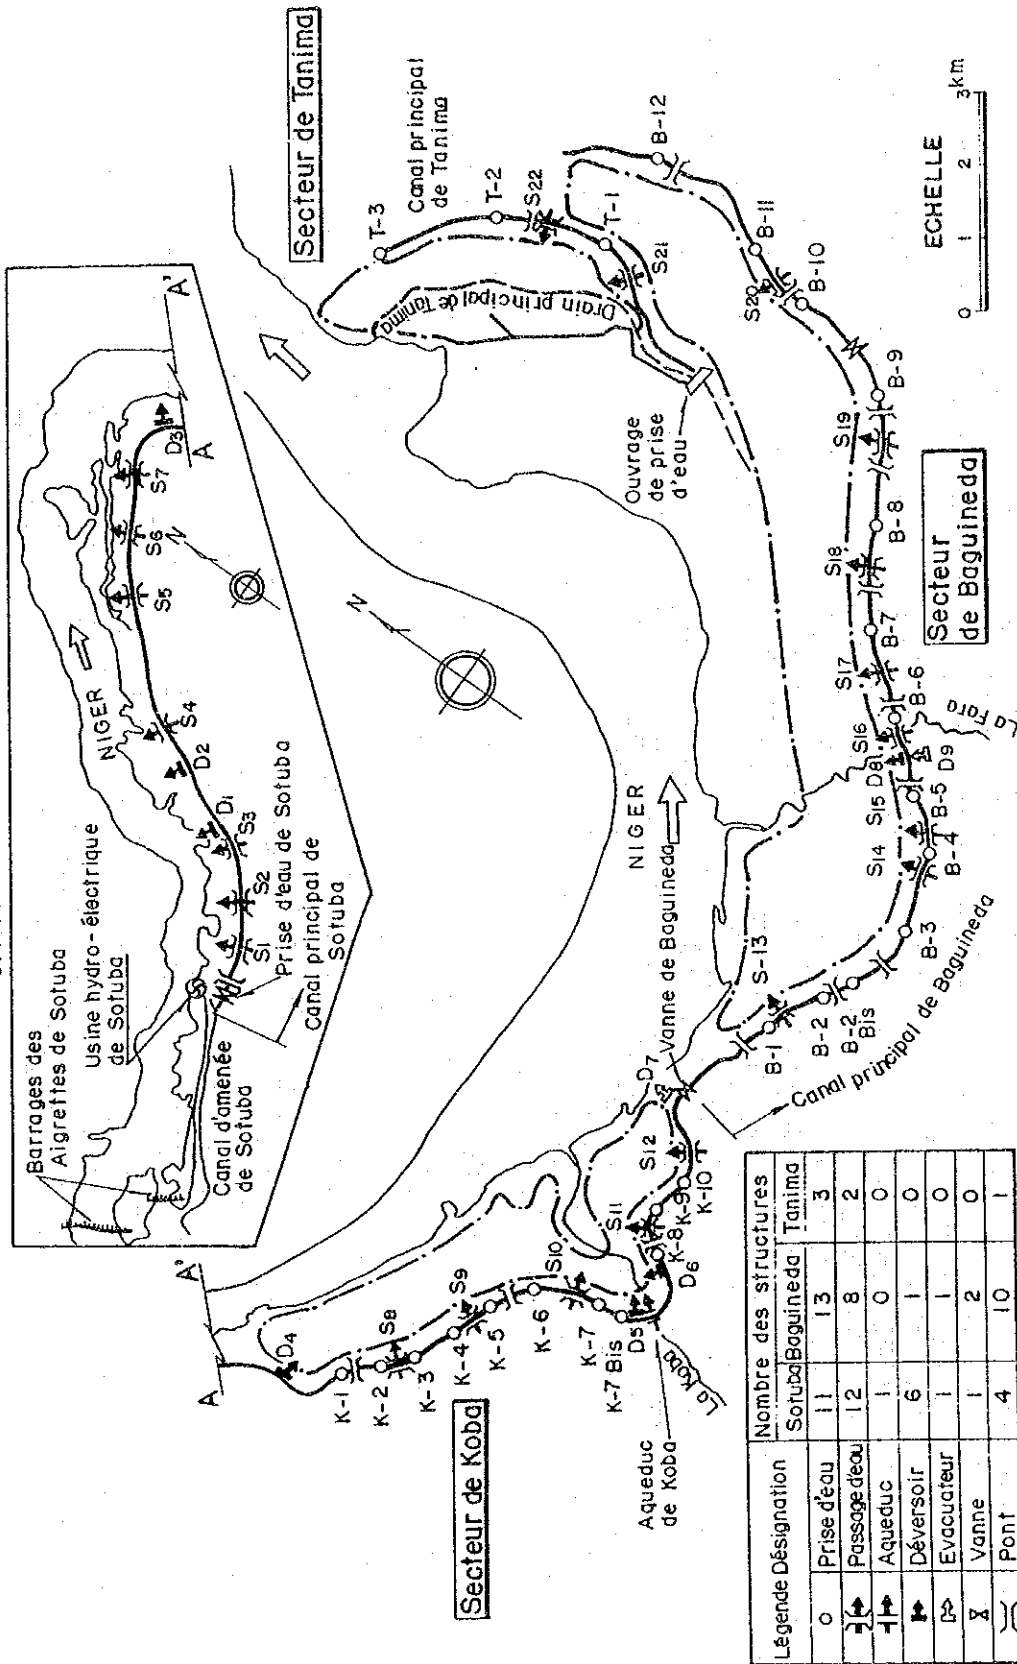 Barrages des
Aigrettes de Sotuba
Usine hydro-électrique
de Sotuba
Canal d'amenée
de Sotuba
Prise d'eau de Sotuba
Canal principal de
Sotuba
NIGER
S1
S2
S3
D1
D2
S4
S5
S6
S7
D3
N
A
A'
Secteur de Tanima
Canal principal
de Tanima
T-3
T-2
S22
T-1
S21
Drain principal de Tanima
Ouvrage
de prise
d'eau
N
NIGER
A
A'
D4
K-1
K-2
S8
K-3
K-4
S9
K-5
K-6
S10
K-7
K-7 Bis
D5
D6
K-8
S11
K-9
K-10
S12
D7
Secteur de Koba
Aqueduc
de Koba
La Koba
Vanne de Baguineda
Canal principal de Baguineda
B-1
S-13
B-2
B-2
Bis
B-3
S14
B-4
S15
B-5
D8
D9
S16
B-6
La Fara
S17
B-7
S18
B-8
S19
B-9
B-10
S20
B-11
B-12
Secteur
de Baguineda
ECHELLE
0 1 2 3km
Légende Désignation Nombre des structures
Sotuba Baguineda Tanima
Prise d'eau 11 13 3
Passage d'eau 12 8 2
Aqueduc 1 0 0
Déversoir 6 1 0
Evacuateur 1 1 0
Vanne 1 2 0
Pont 4 10 1